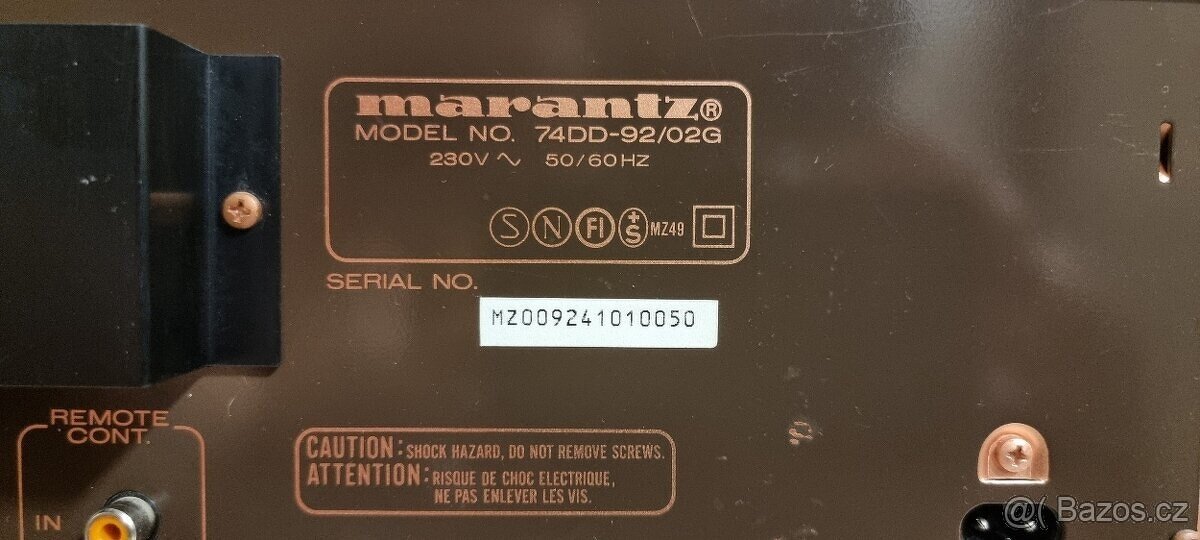 marantz®
MODEL NO. 74DD-92/02G
230V ~ 50/60HZ
S N FI +S MZ49
SERIAL NO.
MZ009241010050
REMOTE
CONT.
IN
CAUTION: SHOCK HAZARD, DO NOT REMOVE SCREWS.
ATTENTION: RISQUE DE CHOC ELECTRIQUE,
NE PAS ENLEVER LES VIS.
@( Bazos.cz